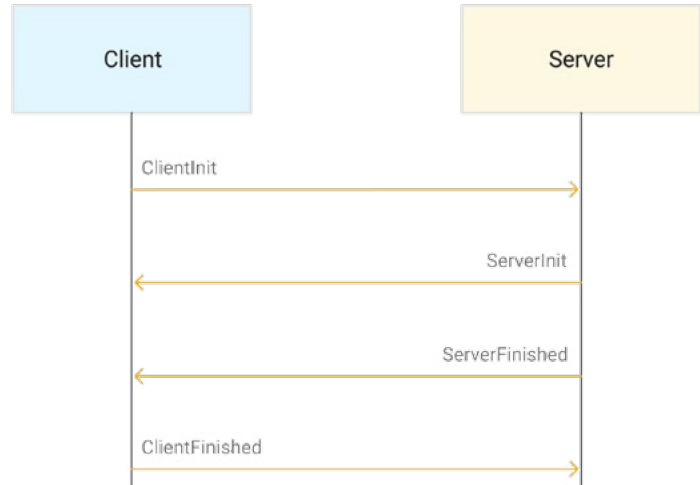 Client
Server
ClientInit
ServerInit
ServerFinished
ClientFinished